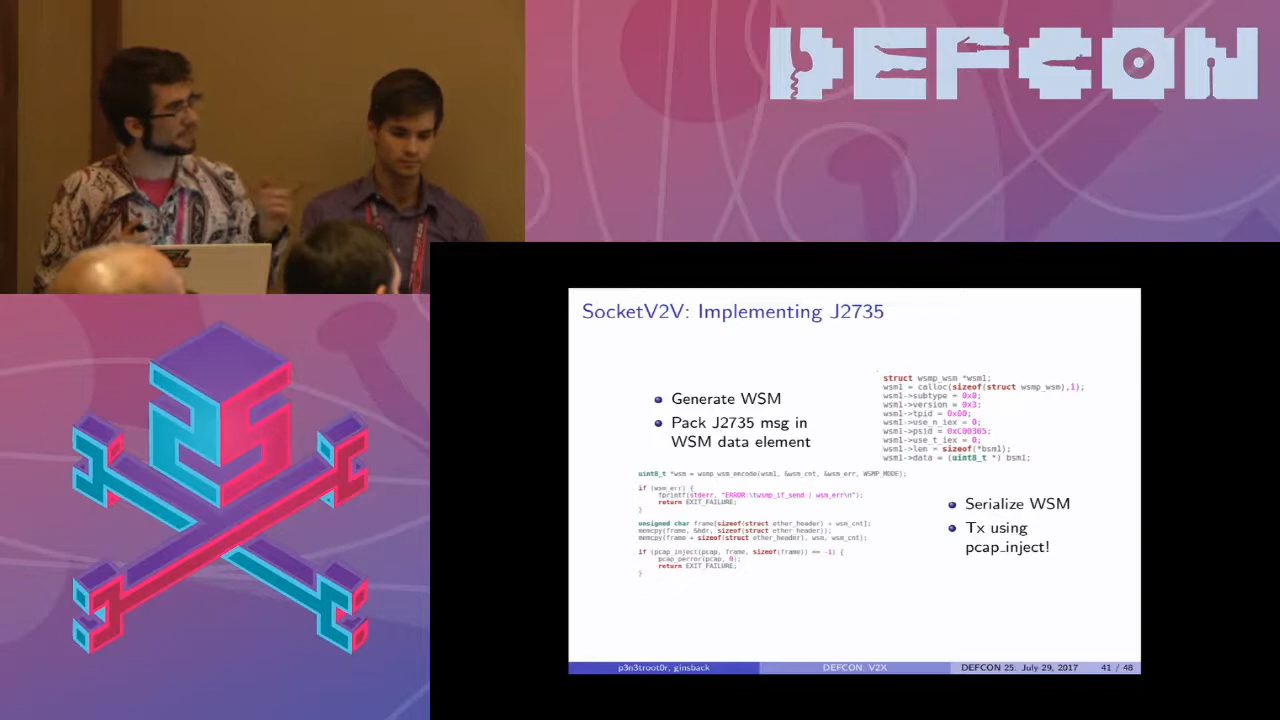 DEFCON
SocketV2V: Implementing J2735
Generate WSM
Pack J2735 msg in
WSM data element
struct wsmp_wsm *wsm1;
wsm1 = calloc(sizeof(struct wsmp_wsm),1);
wsm1->subtype = 0x0;
wsm1->version = 0x3;
wsm1->tpid = 0x00;
wsm1->use_n_iex = 0;
wsm1->psid = 0xC00305;
wsm1->use_t_iex = 0;
wsm1->len = sizeof(*bsm1);
wsm1->data = (uint8_t *) bsm1;
uint8_t *wsm = wsmp_wsm_encode(wsm1, &wsm_cnt, &wsm_err, WSMP_MODE);
if (wsm_err) {
fprintf(stderr, "ERROR:\twsmp_if_send | wsm_err\n");
return EXIT_FAILURE;
}
unsigned char frame[sizeof(struct ether_header) + wsm_cnt];
memcpy(frame, &hdr, sizeof(struct ether_header));
memcpy(frame + sizeof(struct ether_header), wsm, wsm_cnt);
if (pcap_inject(pcap, frame, sizeof(frame)) == -1) {
pcap_perror(pcap, 0);
return EXIT_FAILURE;
}
Serialize WSM
Tx using
pcap_inject!
p3n3troot0r, ginsback
DEFCON: V2X
DEFCON 25: July 29, 2017
41 / 48